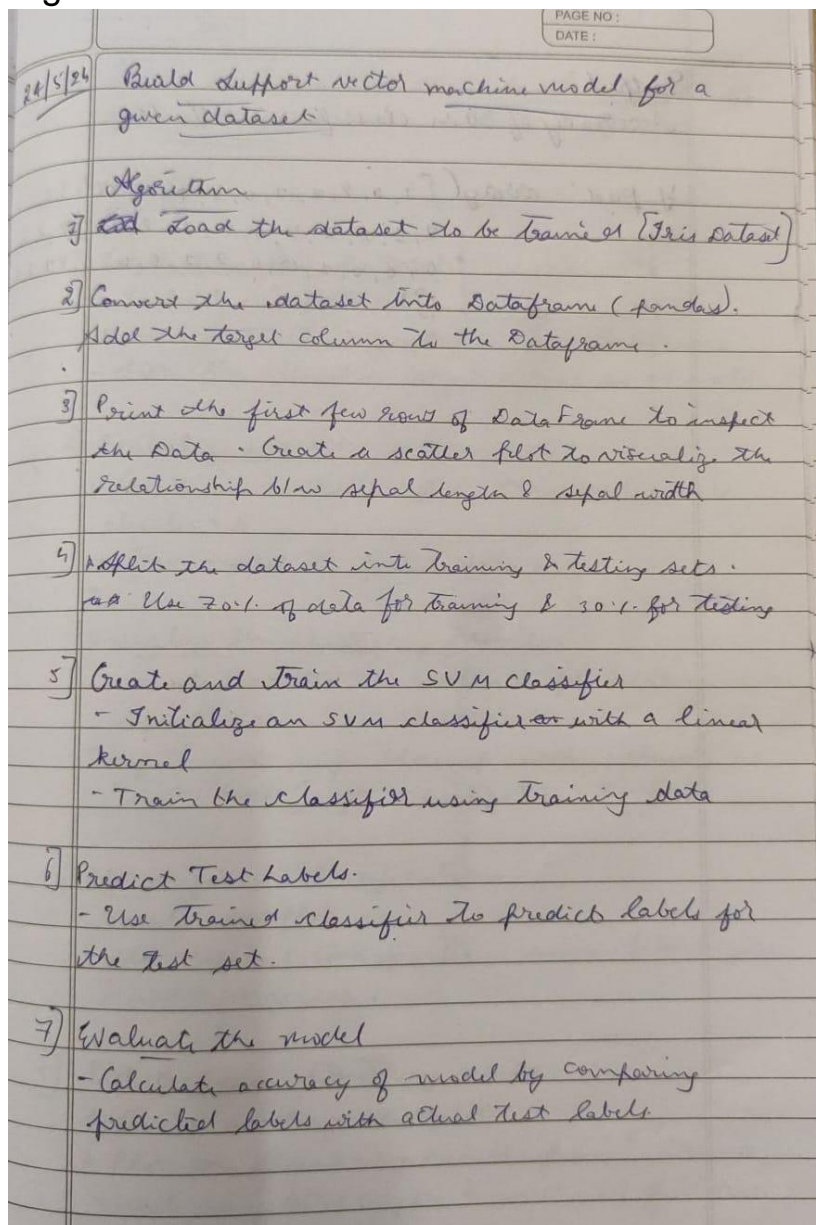 PAGE NO :
DATE :
24/5/24 Build Support vector machine model for a
given dataset
Algorithm
1] Load the dataset to be trained [Iris Dataset]
2] Convert the dataset into Dataframe (pandas).
Add the target column to the Dataframe.
3] Print the first few rows of DataFrame to inspect
the Data. Create a scatter plot to visualize the
relationship b/w sepal length & sepal width
4] Split the dataset into training & testing sets.
Use 70% of data for training & 30% for testing
5] Create and train the SVM classifier
- Initialize an SVM classifier with a linear
kernel
- Train the classifier using training data
6] Predict Test Labels.
- Use trained classifier to predict labels for
the test set.
7] Evaluate the model
- Calculate accuracy of model by comparing
predicted labels with actual test labels.